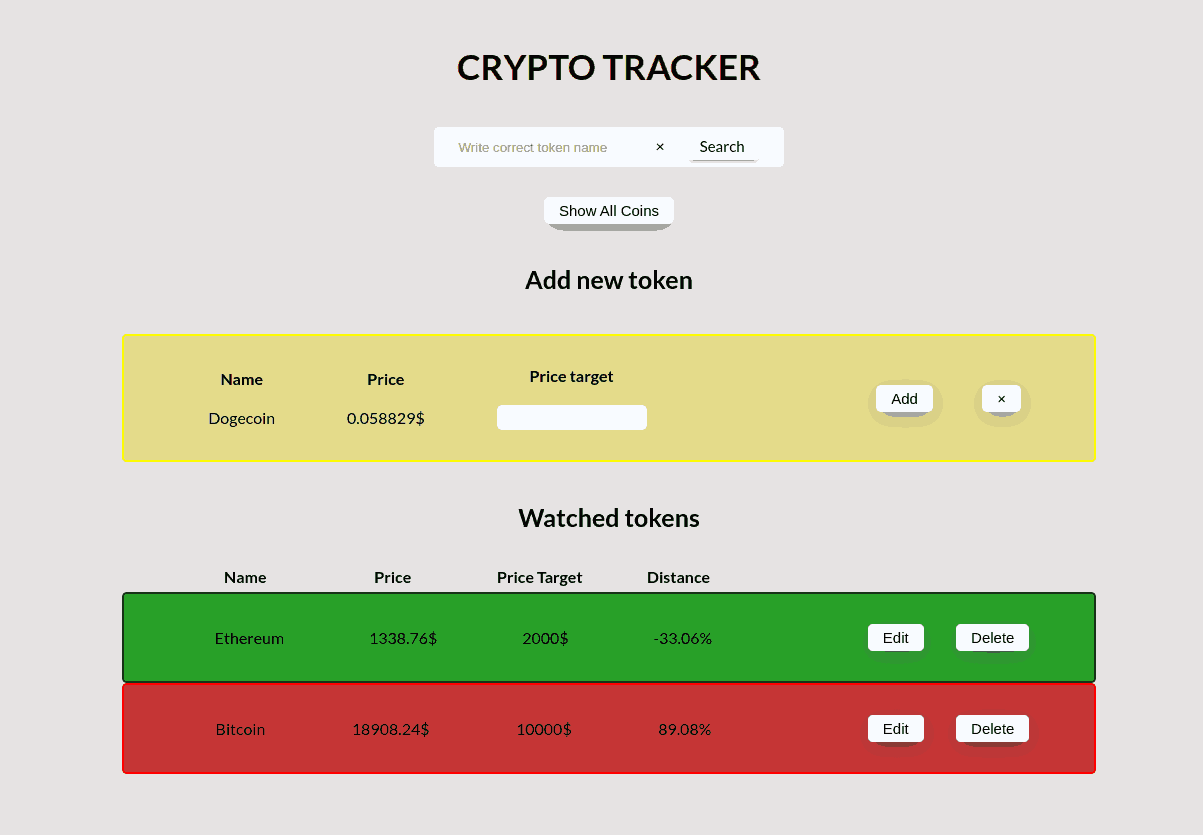 CRYPTO TRACKER
Write correct token name × Search
Show All Coins
Add new token
Name Price Price target
Dogecoin 0.058829$ Add ×
Watched tokens
Name Price Price Target Distance
Ethereum 1338.76$ 2000$ -33.06% Edit Delete
Bitcoin 18908.24$ 10000$ 89.08% Edit Delete